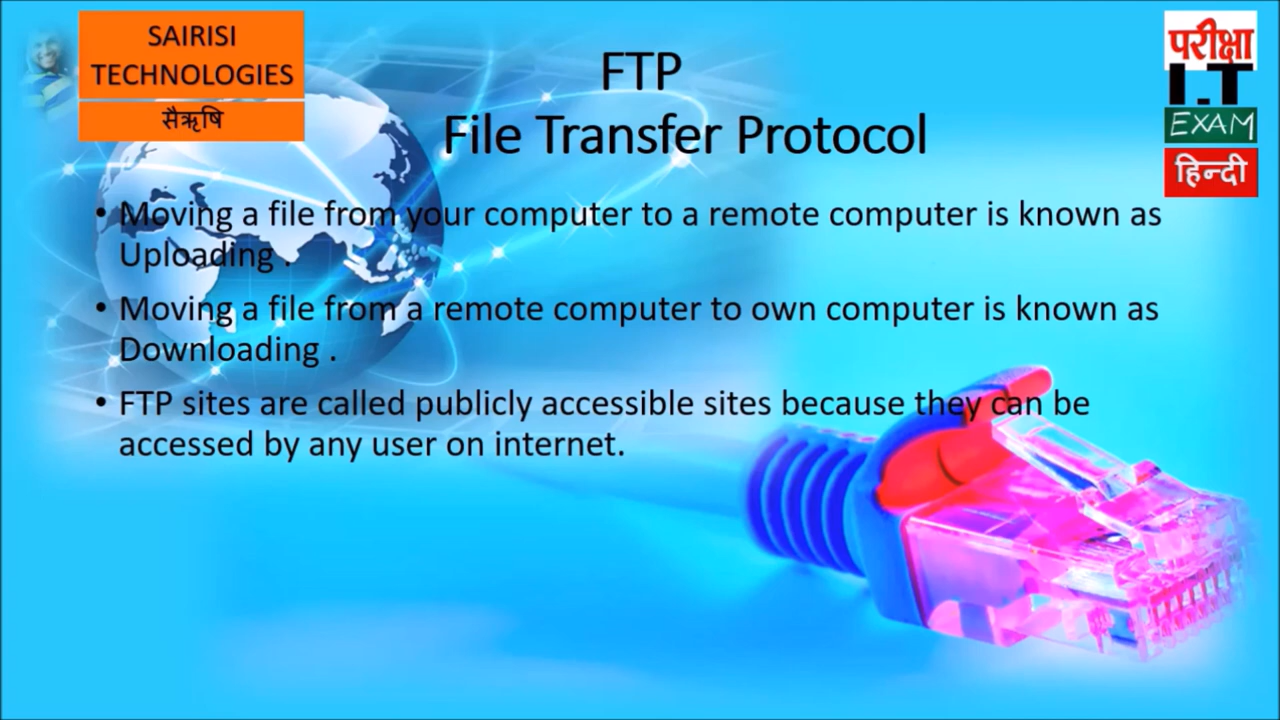 SAIRISI
TECHNOLOGIES
सैऋषि
FTP
File Transfer Protocol
परीक्षा
I.T
EXAM
हिन्दी
• Moving a file from your computer to a remote computer is known as
Uploading .
• Moving a file from a remote computer to own computer is known as
Downloading .
• FTP sites are called publicly accessible sites because they can be
accessed by any user on internet.